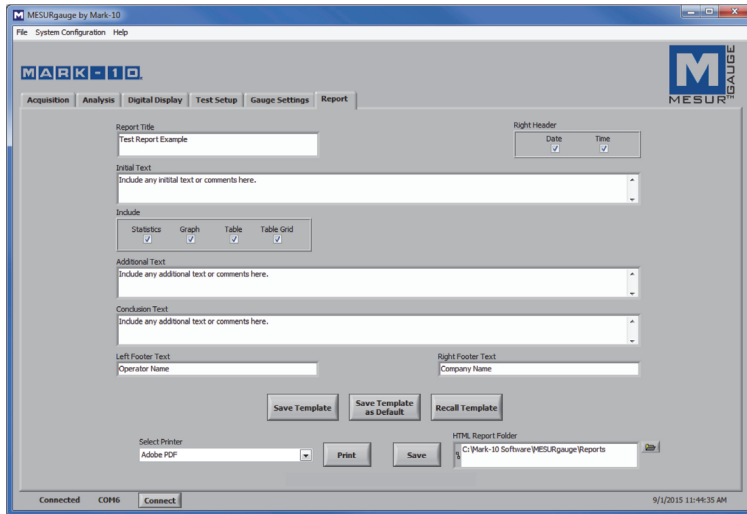 MESURgauge by Mark-10
File System Configuration Help
MARK-10
M
MESUR™
GAUGE
Acquisition Analysis Digital Display Test Setup Gauge Settings Report
Report Title
Test Report Example
Right Header
Date Time
Initial Text
Include any initital text or comments here.
Include
Statistics Graph Table Table Grid
Additional Text
Include any additional text or comments here.
Conclusion Text
Include any additional text or comments here.
Left Footer Text
Right Footer Text
Operator Name
Company Name
Save Template
Save Template
as Default
Recall Template
Select Printer
HTML Report Folder
Adobe PDF
Print
Save
C:\Mark-10 Software\MESURgauge\Reports
Connected COM6 Connect
9/1/2015 11:44:35 AM